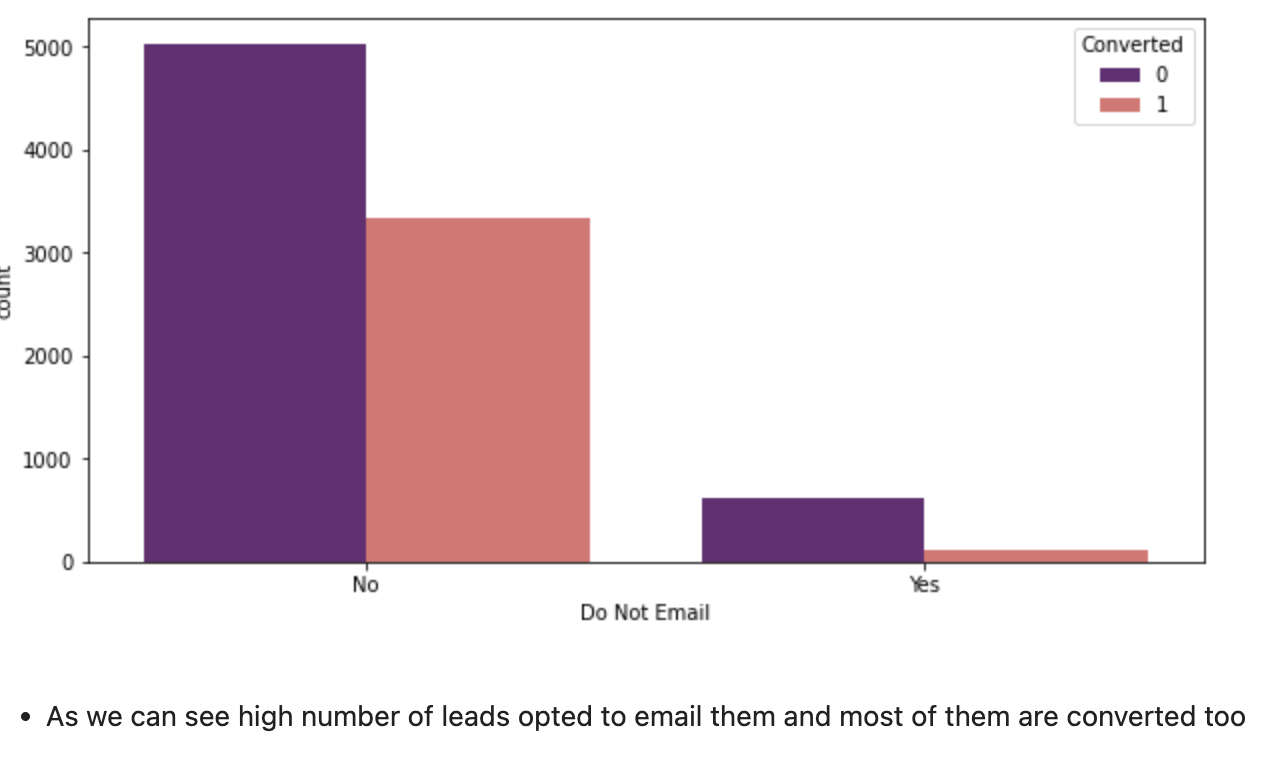 5000
4000
3000
2000
1000
0
count
Converted
0
1
No
Yes
Do Not Email
• As we can see high number of leads opted to email them and most of them are converted too